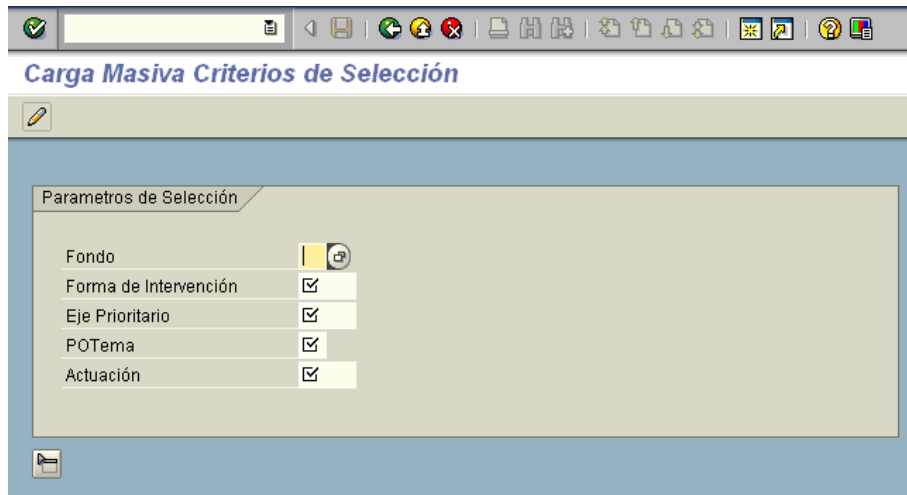 Carga Masiva Criterios de Selección
Parametros de Selección
Fondo
Forma de Intervención
Eje Prioritario
POTema
Actuación